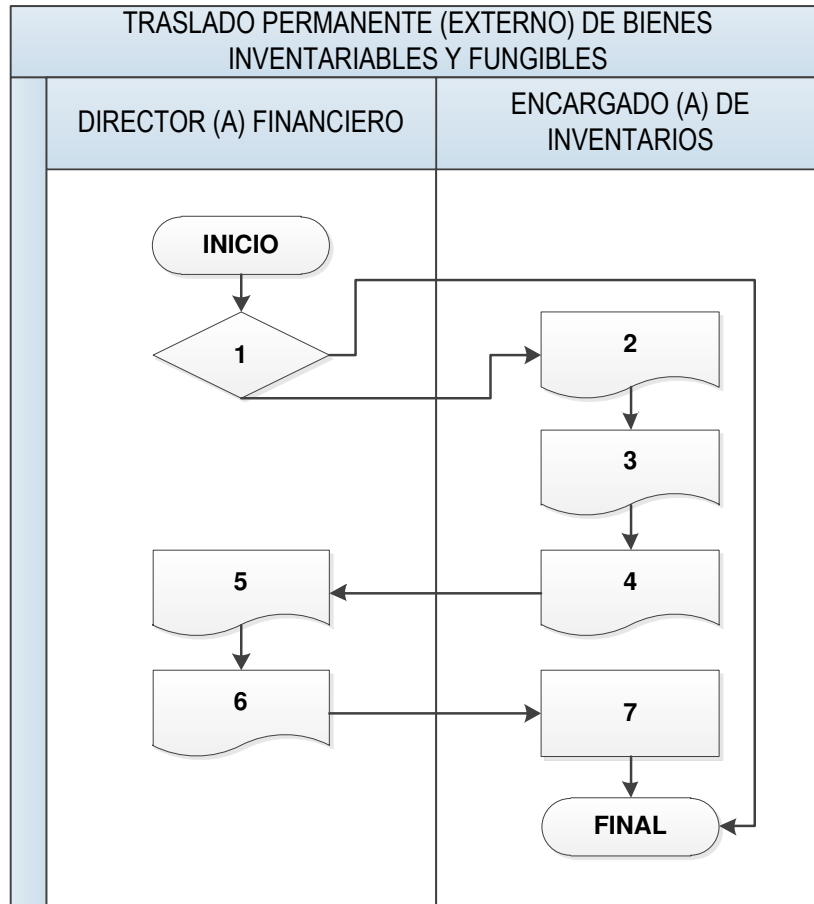 TRASLADO PERMANENTE (EXTERNO) DE BIENES
INVENTARIABLES Y FUNGIBLES
DIRECTOR (A) FINANCIERO
ENCARGADO (A) DE
INVENTARIOS
INICIO
1
2
3
4
5
6
7
FINAL